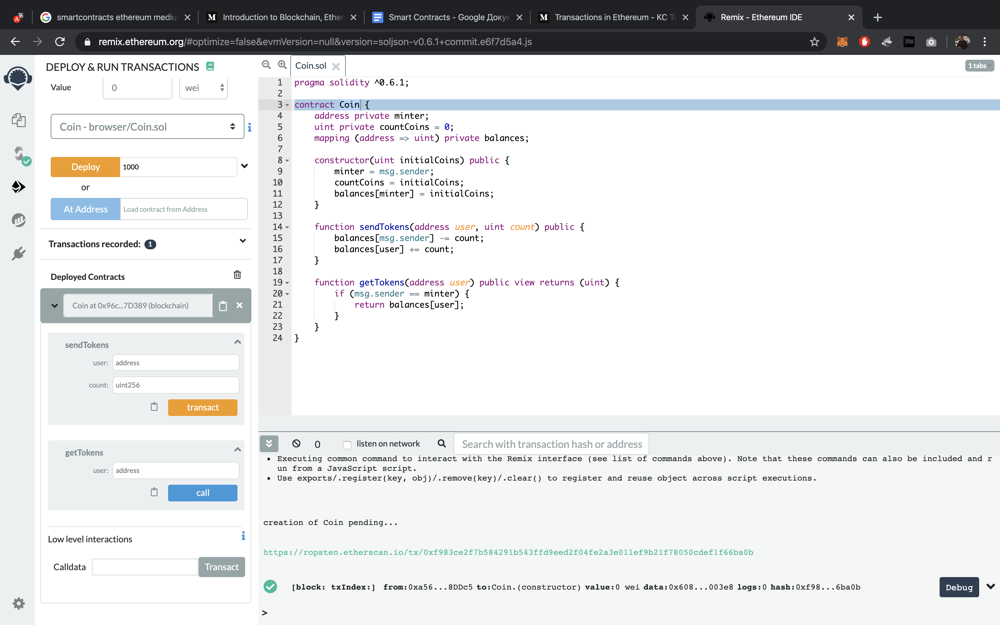 smartcontracts ethereum mediu
Introduction to Blockchain, Ether
Smart Contracts - Google Докум
Transactions in Ethereum - KC Ta
Remix - Ethereum IDE
remix.ethereum.org/#optimize=false&evmVersion=null&version=soljson-v0.6.1+commit.e6f7d5a4.js
DEPLOY & RUN TRANSACTIONS
Value 0 wei
Coin - browser/Coin.sol
Deploy 1000
or
At Address Load contract from Address
Transactions recorded: 1
Deployed Contracts
Coin at 0x96c...7D389 (blockchain)
sendTokens
user: address
count: uint256
transact
getTokens
user: address
call
Low level interactions
Calldata Transact
Coin.sol
1 tabs
1 pragma solidity ^0.6.1;
2
3 contract Coin {
4 address private minter;
5 uint private countCoins = 0;
6 mapping (address => uint) private balances;
7
8 constructor(uint initialCoins) public {
9 minter = msg.sender;
10 countCoins = initialCoins;
11 balances[minter] = initialCoins;
12 }
13
14 function sendTokens(address user, uint count) public {
15 balances[msg.sender] -= count;
16 balances[user] += count;
17 }
18
19 function getTokens(address user) public view returns (uint) {
20 if (msg.sender == minter) {
21 return balances[user];
22 }
23 }
24 }
0 listen on network Search with transaction hash or address
• Executing common command to interact with the Remix interface (see list of commands above). Note that these commands can also be included and r
un from a JavaScript script.
• Use exports/.register(key, obj)/.remove(key)/.clear() to register and reuse object across script executions.
creation of Coin pending...
https://ropsten.etherscan.io/tx/0xf983ce2f7b584291b543ffd9eed2f04fe2a3e011ef9b21f78050cdef1f66ba0b
[block: txIndex:] from:0xa56...8DDc5 to:Coin.(constructor) value:0 wei data:0x608...003e8 logs:0 hash:0xf98...6ba0b
Debug
>